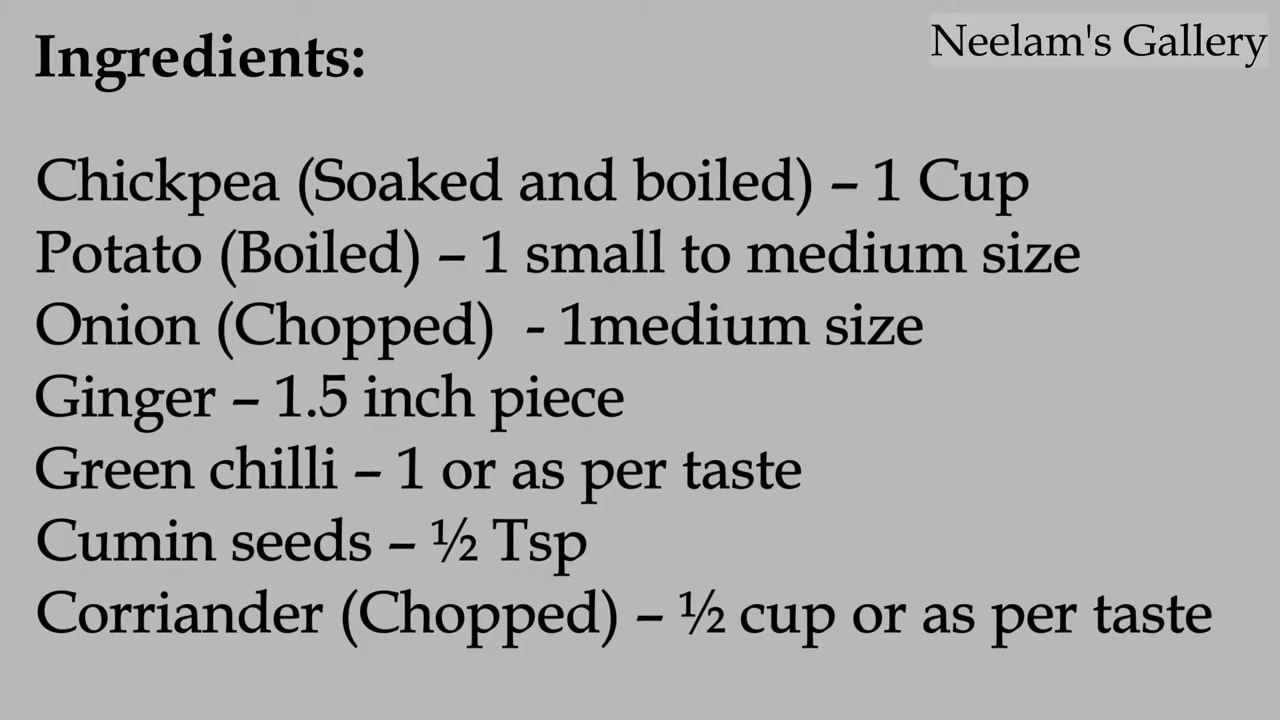 Ingredients:
Neelam's Gallery
Chickpea (Soaked and boiled) – 1 Cup
Potato (Boiled) – 1 small to medium size
Onion (Chopped)  - 1medium size
Ginger – 1.5 inch piece
Green chilli – 1 or as per taste
Cumin seeds – ½ Tsp
Corriander (Chopped) – ½ cup or as per taste